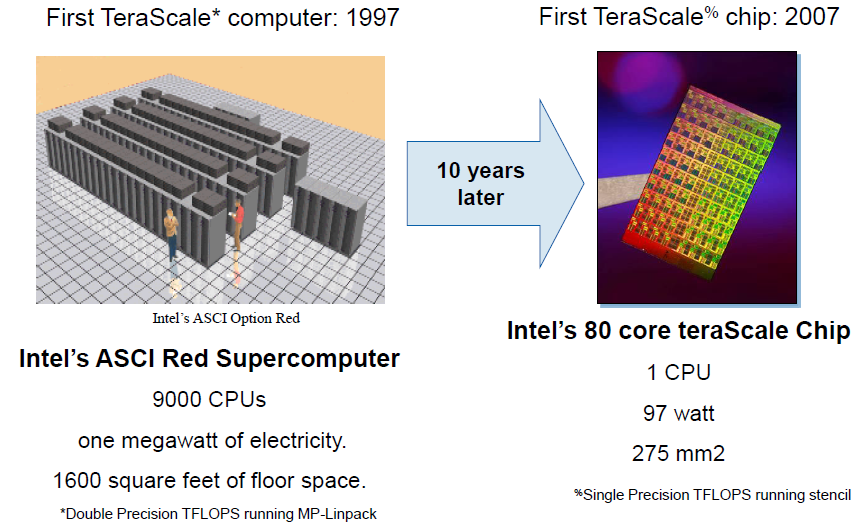 First TeraScale* computer: 1997
First TeraScale% chip: 2007
10 years
later
Intel's ASCI Option Red
Intel's ASCI Red Supercomputer
9000 CPUs
one megawatt of electricity.
1600 square feet of floor space.
*Double Precision TFLOPS running MP-Linpack
Intel's 80 core teraScale Chip
1 CPU
97 watt
275 mm2
%Single Precision TFLOPS running stencil